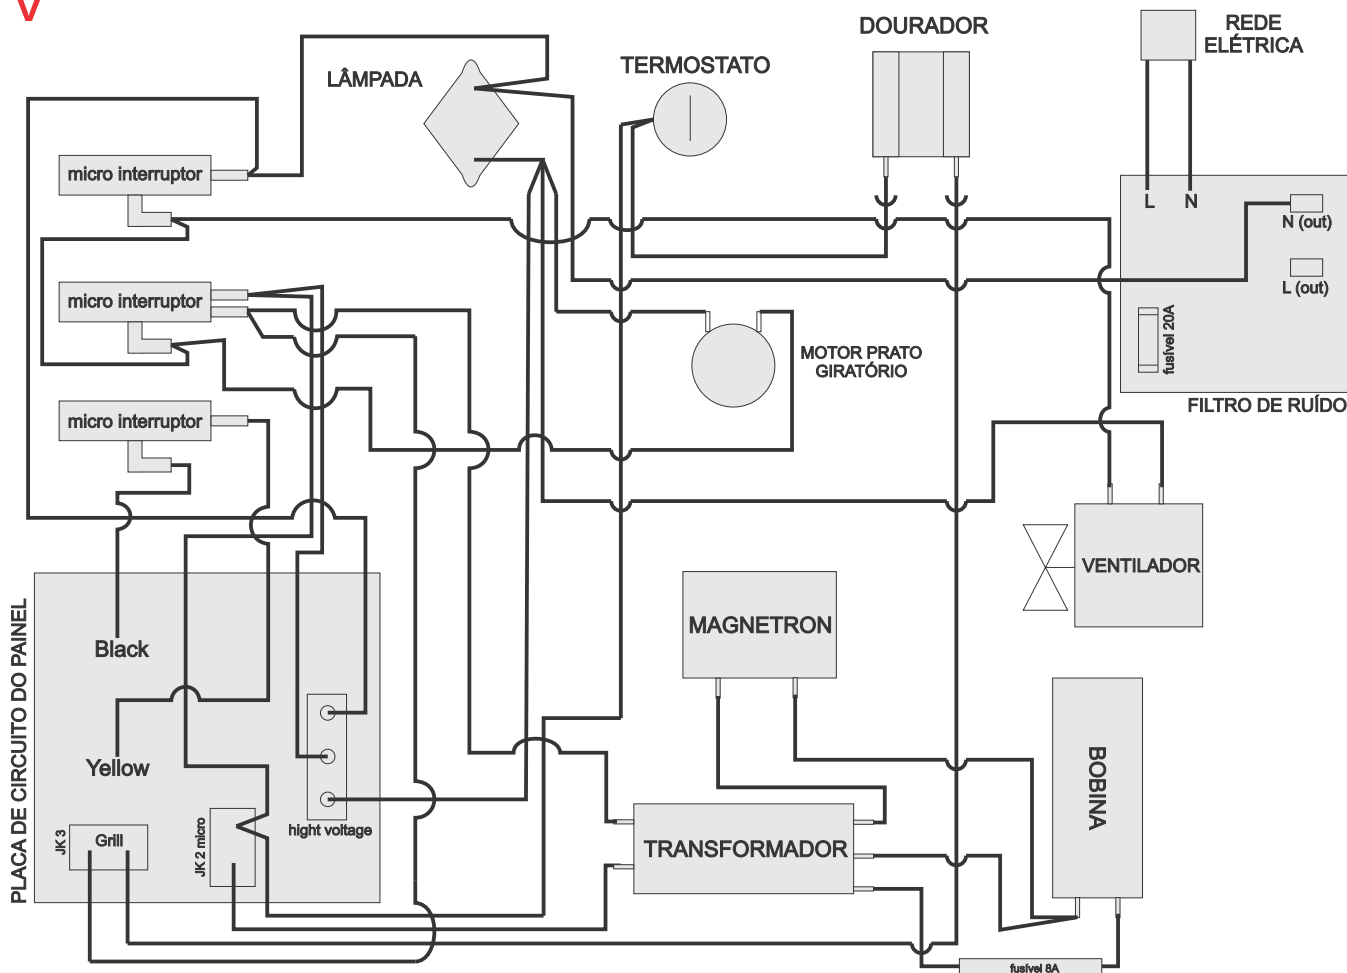 V
DOURADOR
REDE
ELÉTRICA
LÂMPADA
TERMOSTATO
micro interruptor
L
N
N (out)
L (out)
micro interruptor
fusível 20A
MOTOR PRATO
GIRATÓRIO
FILTRO DE RUÍDO
micro interruptor
VENTILADOR
PLACA DE CIRCUITO DO PAINEL
Black
MAGNETRON
Yellow
BOBINA
hight voltage
JK 3
Grill
JK 2 micro
TRANSFORMADOR
fusível 8A